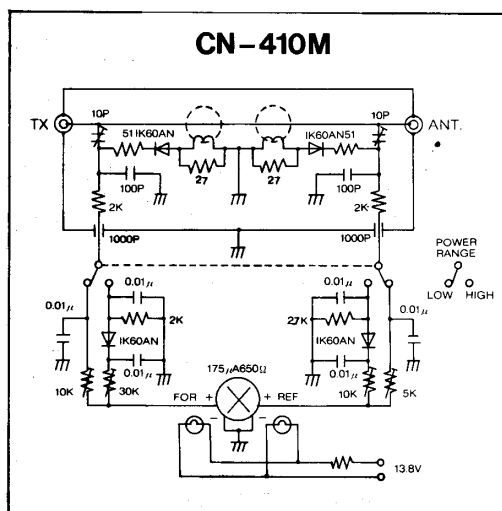 CN-410M
TX
10P
10P
ANT.
51 IK60AN
IK60AN51
27
27
100P
100P
2K
2K
1000P
1000P
POWER
RANGE
LOW
HIGH
0.01μ
0.01μ
0.01μ
0.01μ
2K
27K
IK60AN
IK60AN
0.01μ
0.01μ
175μA650Ω
10K
30K
10K
5K
FOR + + REF
- -
13.8V